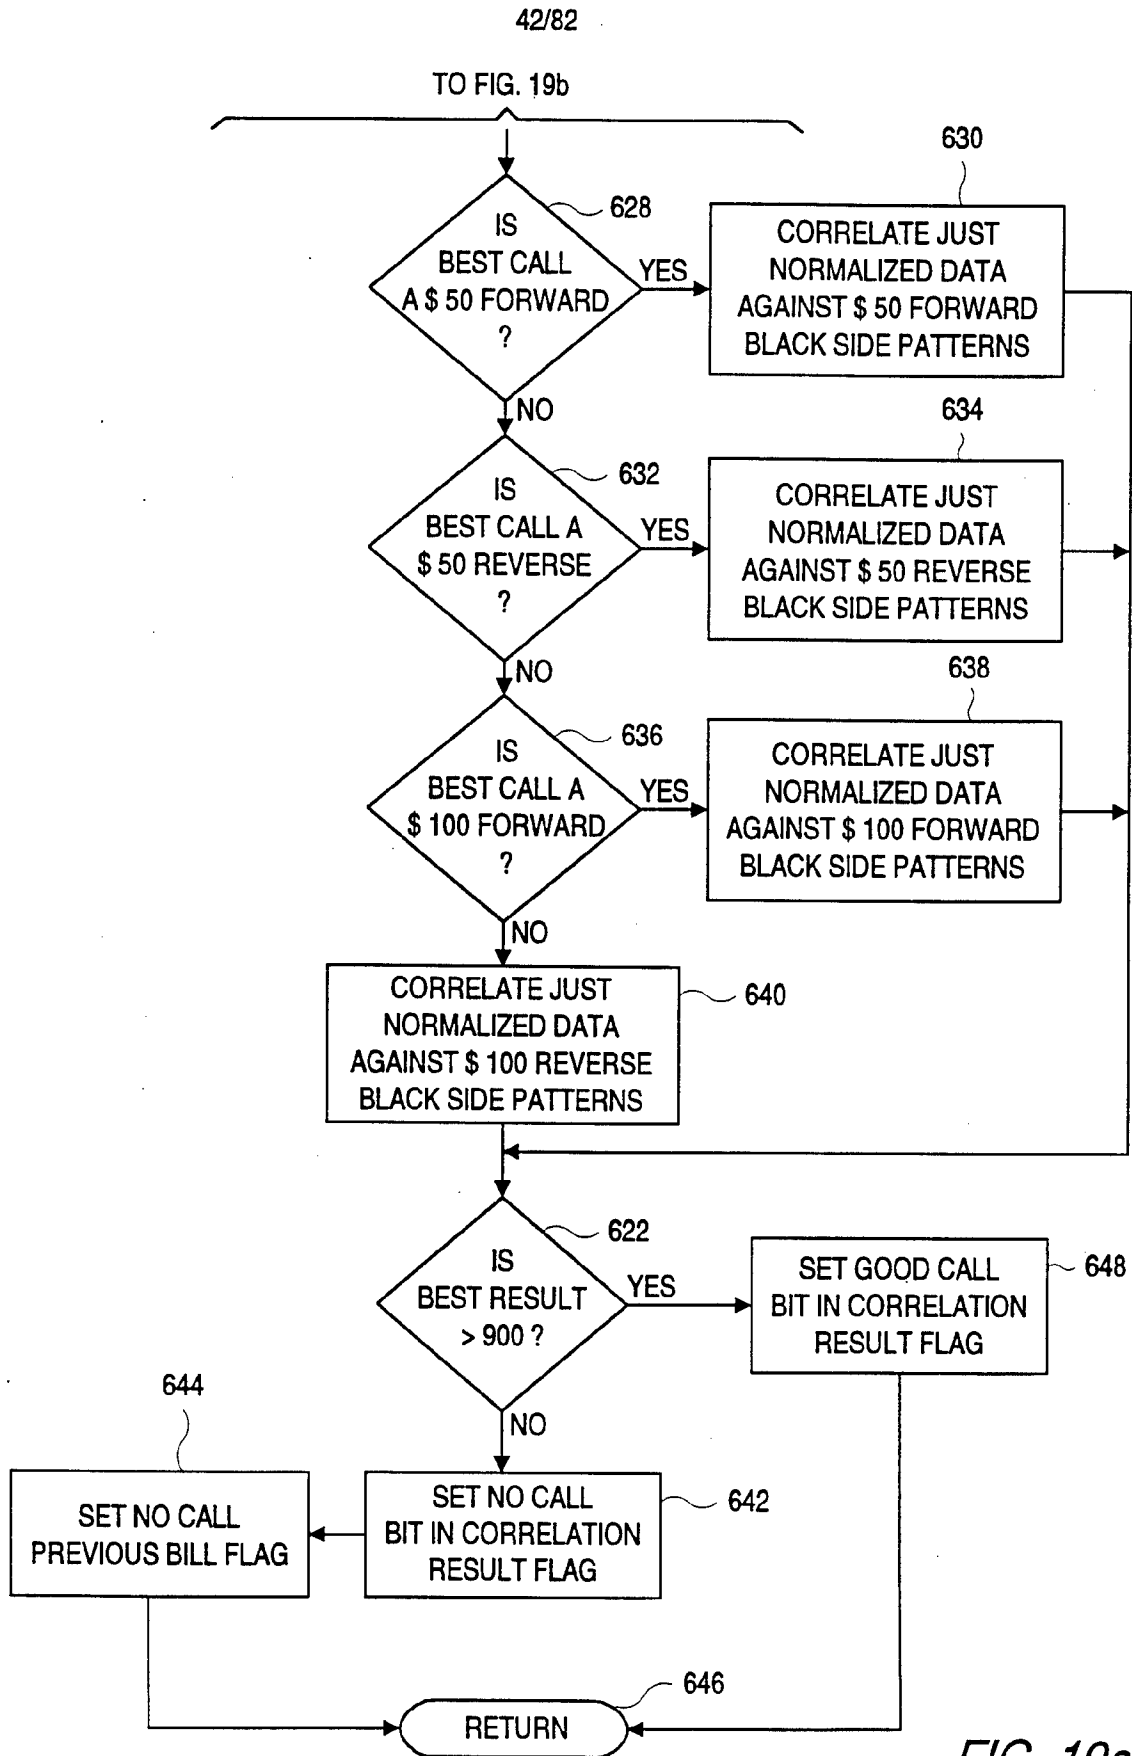 42/82
TO FIG. 19b
628
IS
BEST CALL
A $ 50 FORWARD
?
YES
NO
630
CORRELATE JUST
NORMALIZED DATA
AGAINST $ 50 FORWARD
BLACK SIDE PATTERNS
632
IS
BEST CALL A
$ 50 REVERSE
?
YES
NO
634
CORRELATE JUST
NORMALIZED DATA
AGAINST $ 50 REVERSE
BLACK SIDE PATTERNS
636
IS
BEST CALL A
$ 100 FORWARD
?
YES
NO
638
CORRELATE JUST
NORMALIZED DATA
AGAINST $ 100 FORWARD
BLACK SIDE PATTERNS
640
CORRELATE JUST
NORMALIZED DATA
AGAINST $ 100 REVERSE
BLACK SIDE PATTERNS
622
IS
BEST RESULT
> 900 ?
YES
NO
648
SET GOOD CALL
BIT IN CORRELATION
RESULT FLAG
644
SET NO CALL
PREVIOUS BILL FLAG
642
SET NO CALL
BIT IN CORRELATION
RESULT FLAG
646
RETURN
FIG.